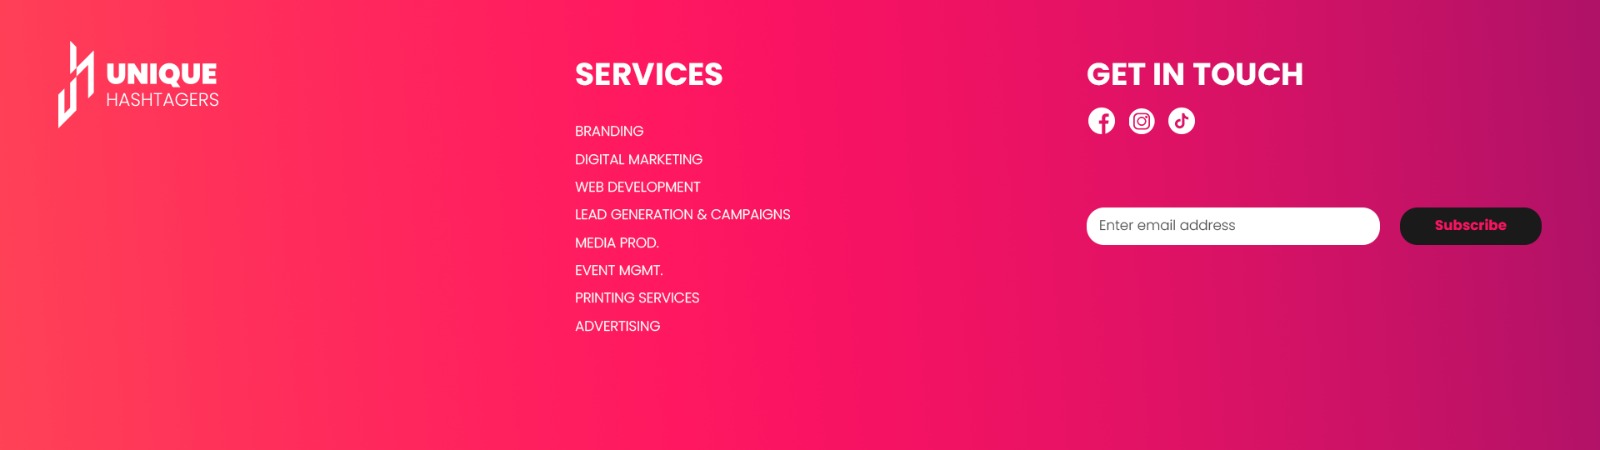 UNIQUE
HASHTAGERS
SERVICES
BRANDING
DIGITAL MARKETING
WEB DEVELOPMENT
LEAD GENERATION & CAMPAIGNS
MEDIA PROD.
EVENT MGMT.
PRINTING SERVICES
ADVERTISING
GET IN TOUCH
Enter email address
Subscribe